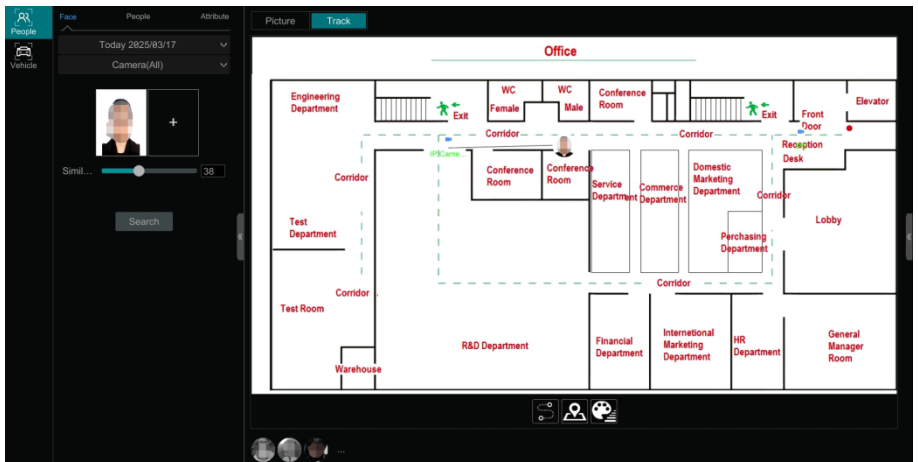 Face People Attribute
People
Vehicle
Today 2025/03/17
Camera(All)
+
Simil... 38
Search
Picture Track
Office
Engineering
Department
WC
Female
WC
Male
Conference
Room
Exit
Exit
Front
Door
Elevator
Corridor
Corridor
IPCame...
Reception
Desk
Corridor
Conference
Room
Conference
Room
Service
Department
Commerce
Department
Domestic
Marketing
Department
Corridor
Perchasing
Department
Lobby
Test
Department
Corridor
Corridor
Test Room
R&D Department
Financial
Department
Internetional
Marketing
Department
HR
Department
General
Manager
Room
Warehouse
...